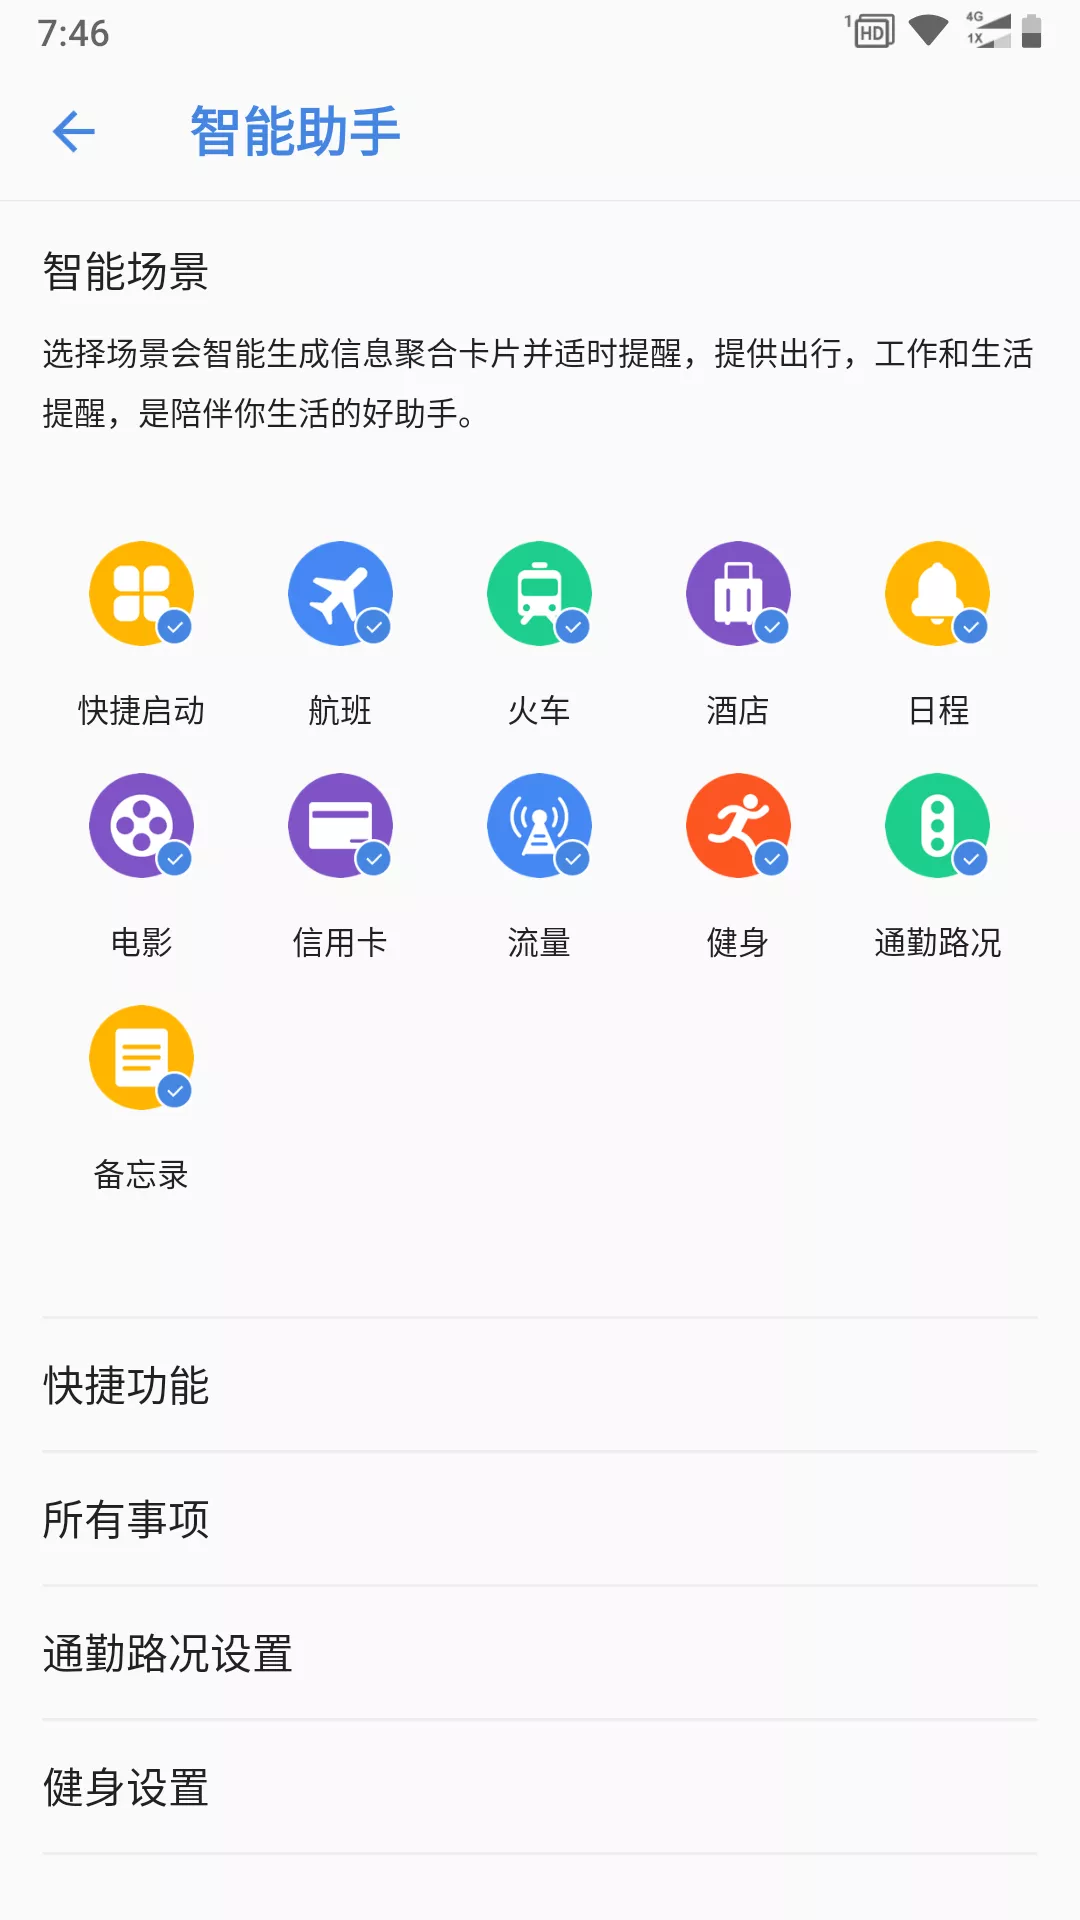 7:46
1 HD 4G 1X
智能助手
智能场景
选择场景会智能生成信息聚合卡片并适时提醒，提供出行，工作和生活
提醒，是陪伴你生活的好助手。
快捷启动 航班 火车 酒店 日程
电影 信用卡 流量 健身 通勤路况
备忘录
快捷功能
所有事项
通勤路况设置
健身设置